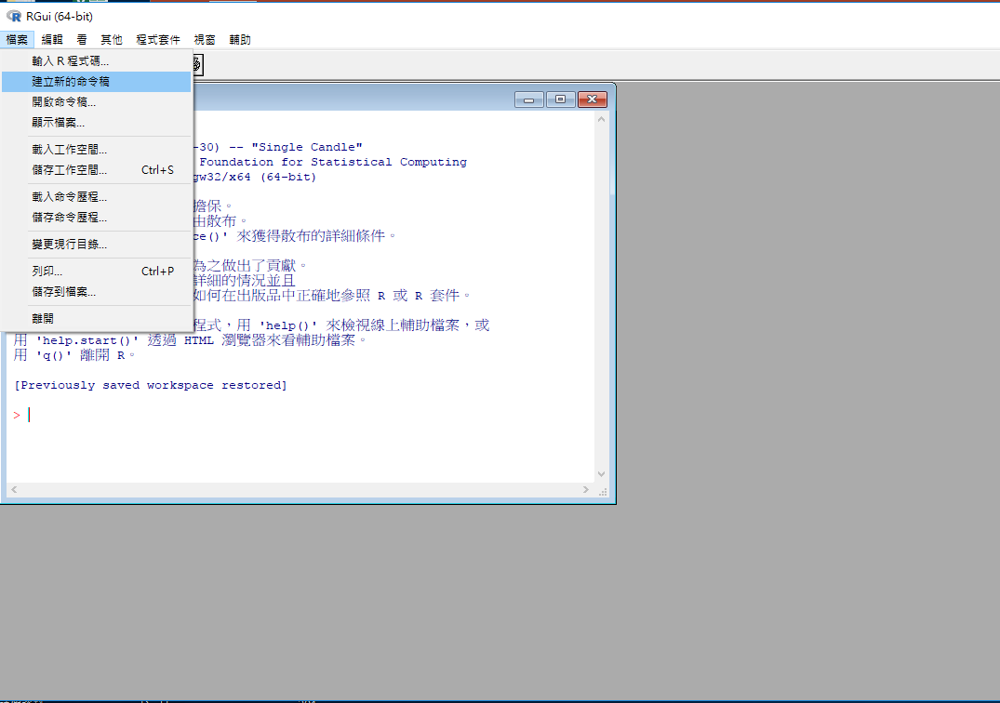 RGui (64-bit)
檔案 編輯 看 其他 程式套件 視窗 輔助
輸入 R 程式碼...
建立新的命令稿
開啟命令稿...
顯示檔案...
載入工作空間...
儲存工作空間... Ctrl+S
載入命令歷程...
儲存命令歷程...
變更現行目錄...
列印... Ctrl+P
儲存到檔案...
離開
-30) -- "Single Candle"
Foundation for Statistical Computing
gw32/x64 (64-bit)
擔保。
出散布。
ce()' 來獲得散布的詳細條件。
為之做出了貢獻。
詳細的情況並且
如何在出版品中正確地參照 R 或 R 套件。
程式，用 'help()' 來檢視線上輔助檔案，或
用 'help.start()' 透過 HTML 瀏覽器來看輔助檔案。
用 'q()' 離開 R。
[Previously saved workspace restored]
>